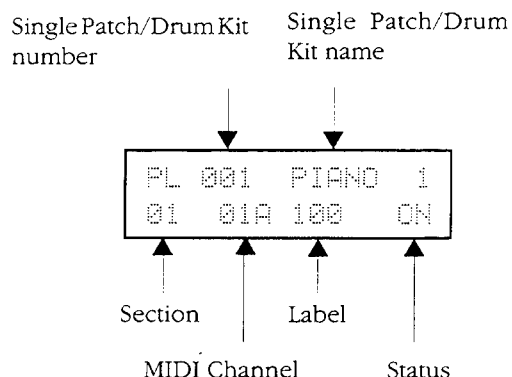 Single Patch/Drum Kit number
Single Patch/Drum Kit name
PL 001 PIANO 1
01 01A 100 ON
Section
Label
MIDI Channel
Status